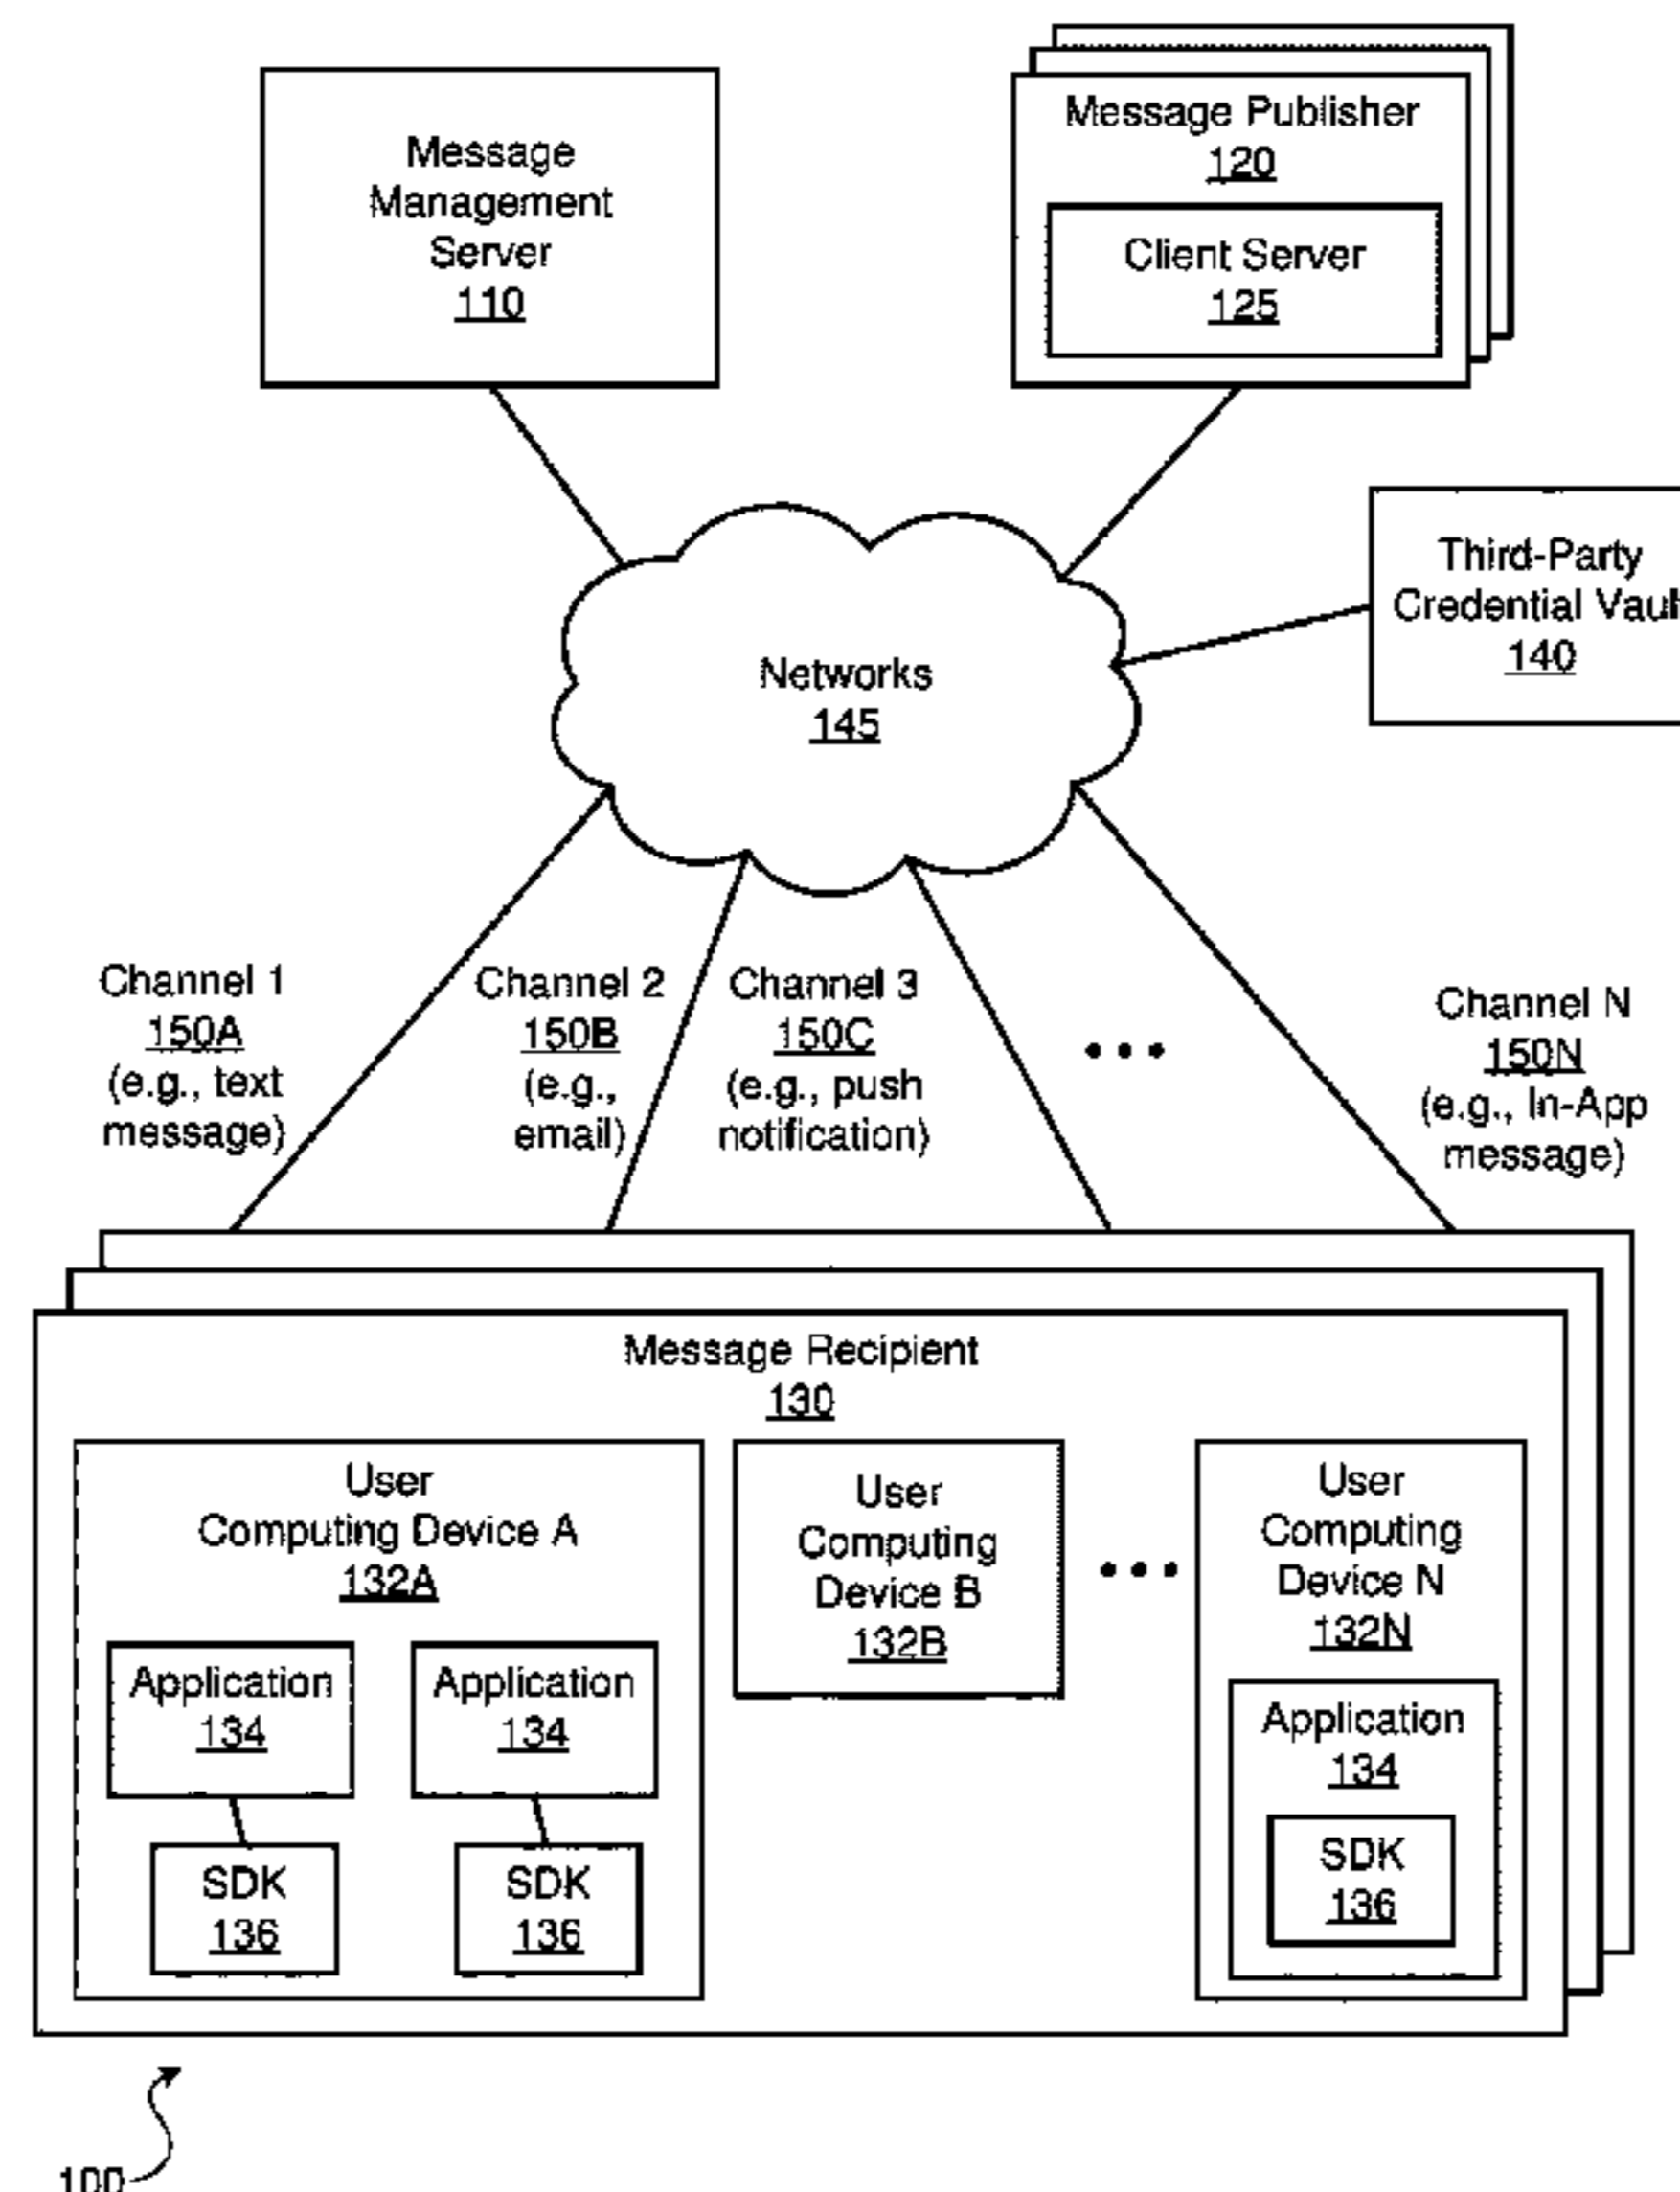 Message
Management
Server
110
Message Publisher
120
Client Server
125
Third-Party
Credential Vault
140
Networks
145
Channel 1
150A
(e.g., text
message)
Channel 2
150B
(e.g.,
email)
Channel 3
150C
(e.g., push
notification)
Channel N
150N
(e.g., In-App
message)
Message Recipient
130
User
Computing Device A
132A
Application
134
SDK
136
Application
134
SDK
136
User
Computing
Device B
132B
User
Computing
Device N
132N
Application
134
SDK
136
100